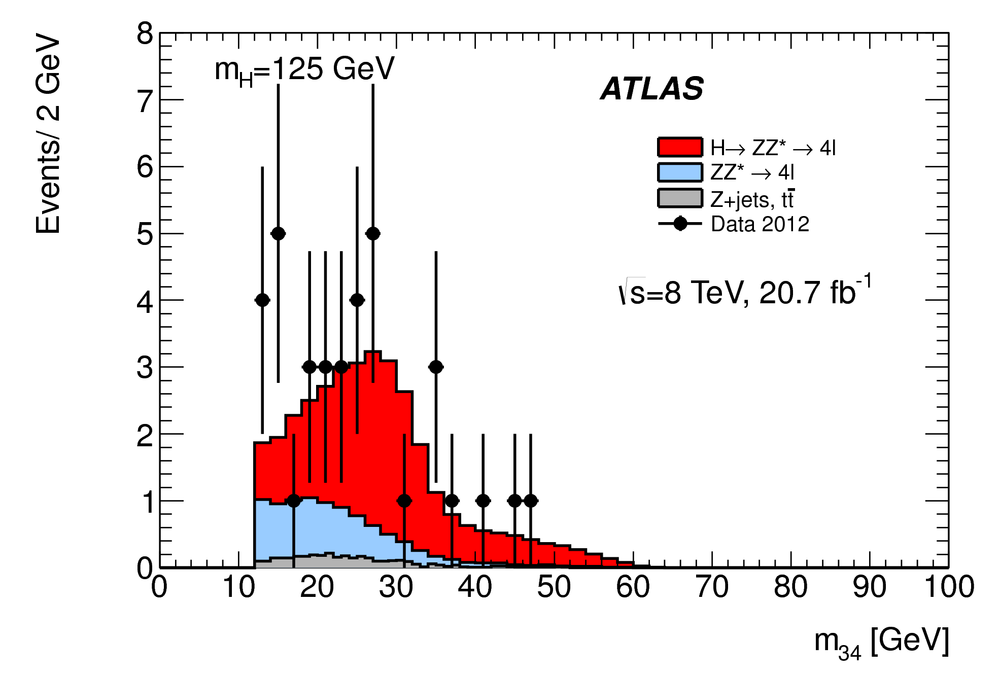 Events/ 2 GeV
8
7
6
5
4
3
2
1
0
m_H=125 GeV
ATLAS
H→ ZZ* → 4l
ZZ* → 4l
Z+jets, tt̄
Data 2012
√s=8 TeV, 20.7 fb⁻¹
0 10 20 30 40 50 60 70 80 90 100
m₃₄ [GeV]